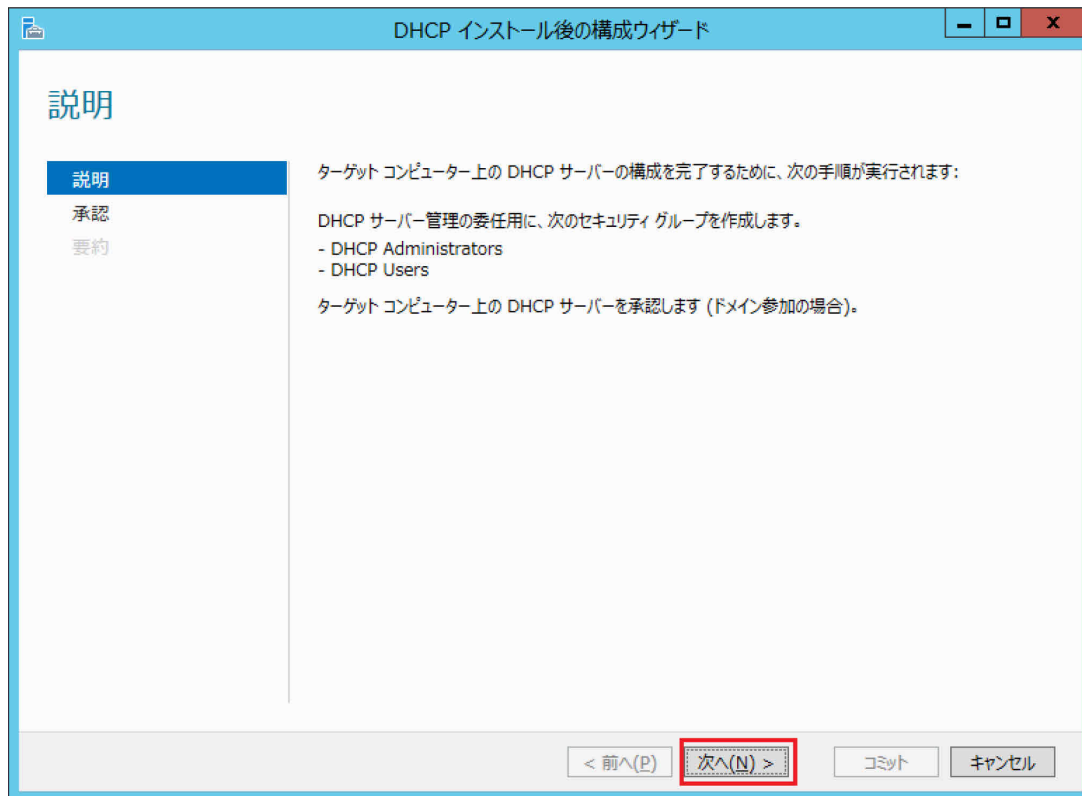 DHCP インストール後の構成ウィザード
説明
説明
承認
要約
ターゲット コンピューター上の DHCP サーバーの構成を完了するために、次の手順が実行されます:
DHCP サーバー管理の委任用に、次のセキュリティ グループを作成します。
- DHCP Administrators
- DHCP Users
ターゲット コンピューター上の DHCP サーバーを承認します (ドメイン参加の場合)。
< 前へ(P) 次へ(N) > コミット キャンセル